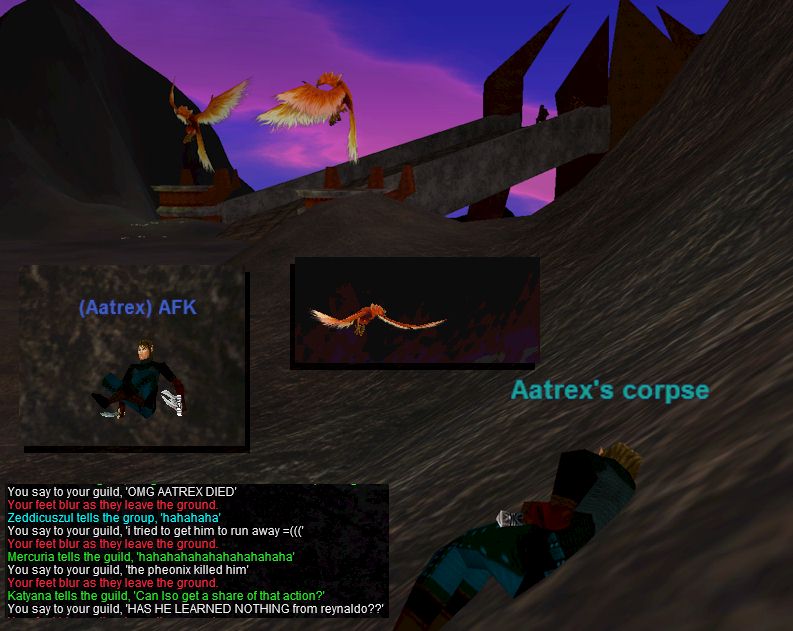 (Aatrex) AFK
Aatrex's corpse
You say to your guild, 'OMG AATREX DIED'
Your feet blur as they leave the ground.
Zeddicuszul tells the group, 'hahaha'
You say to your guild, 'i tried to get him to run away =((('
Your feet blur as they leave the ground.
Mercuria tells the guild, 'hahahahahahahahahaha'
You say to your guild, 'the pheonix killed him'
Your feet blur as they leave the ground.
Katyana tells the guild, 'Can Iso get a share of that action?'
You say to your guild, 'HAS HE LEARNED NOTHING from reynaldo??'